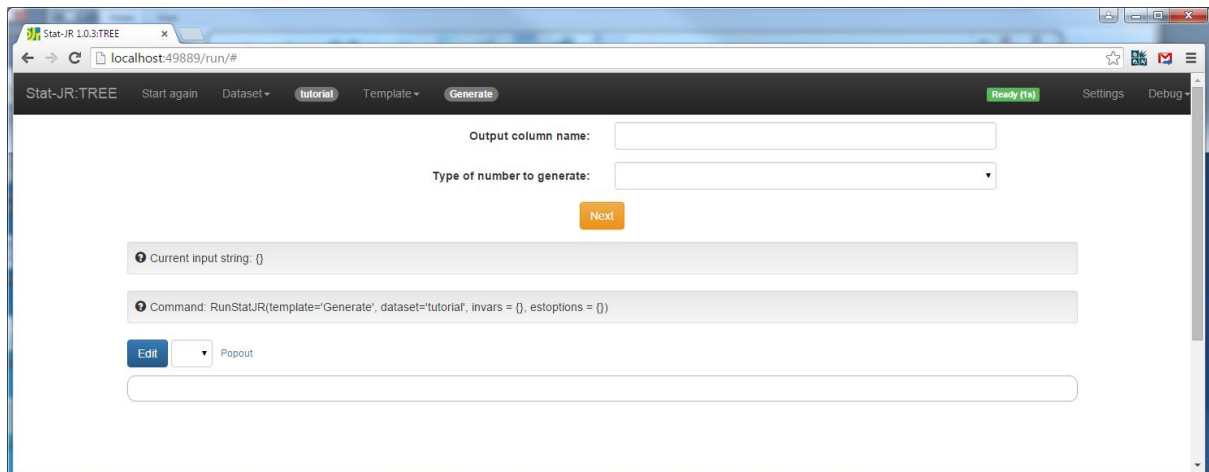 Stat-JR 1.0.3:TREE
localhost:49889/run/#
Stat-JR:TREE Start again Dataset tutorial Template Generate Ready (1s) Settings Debug
Output column name:
Type of number to generate:
Next
Current input string: {}
Command: RunStatJR(template='Generate', dataset='tutorial', invars = {}, estoptions = {})
Edit Popout